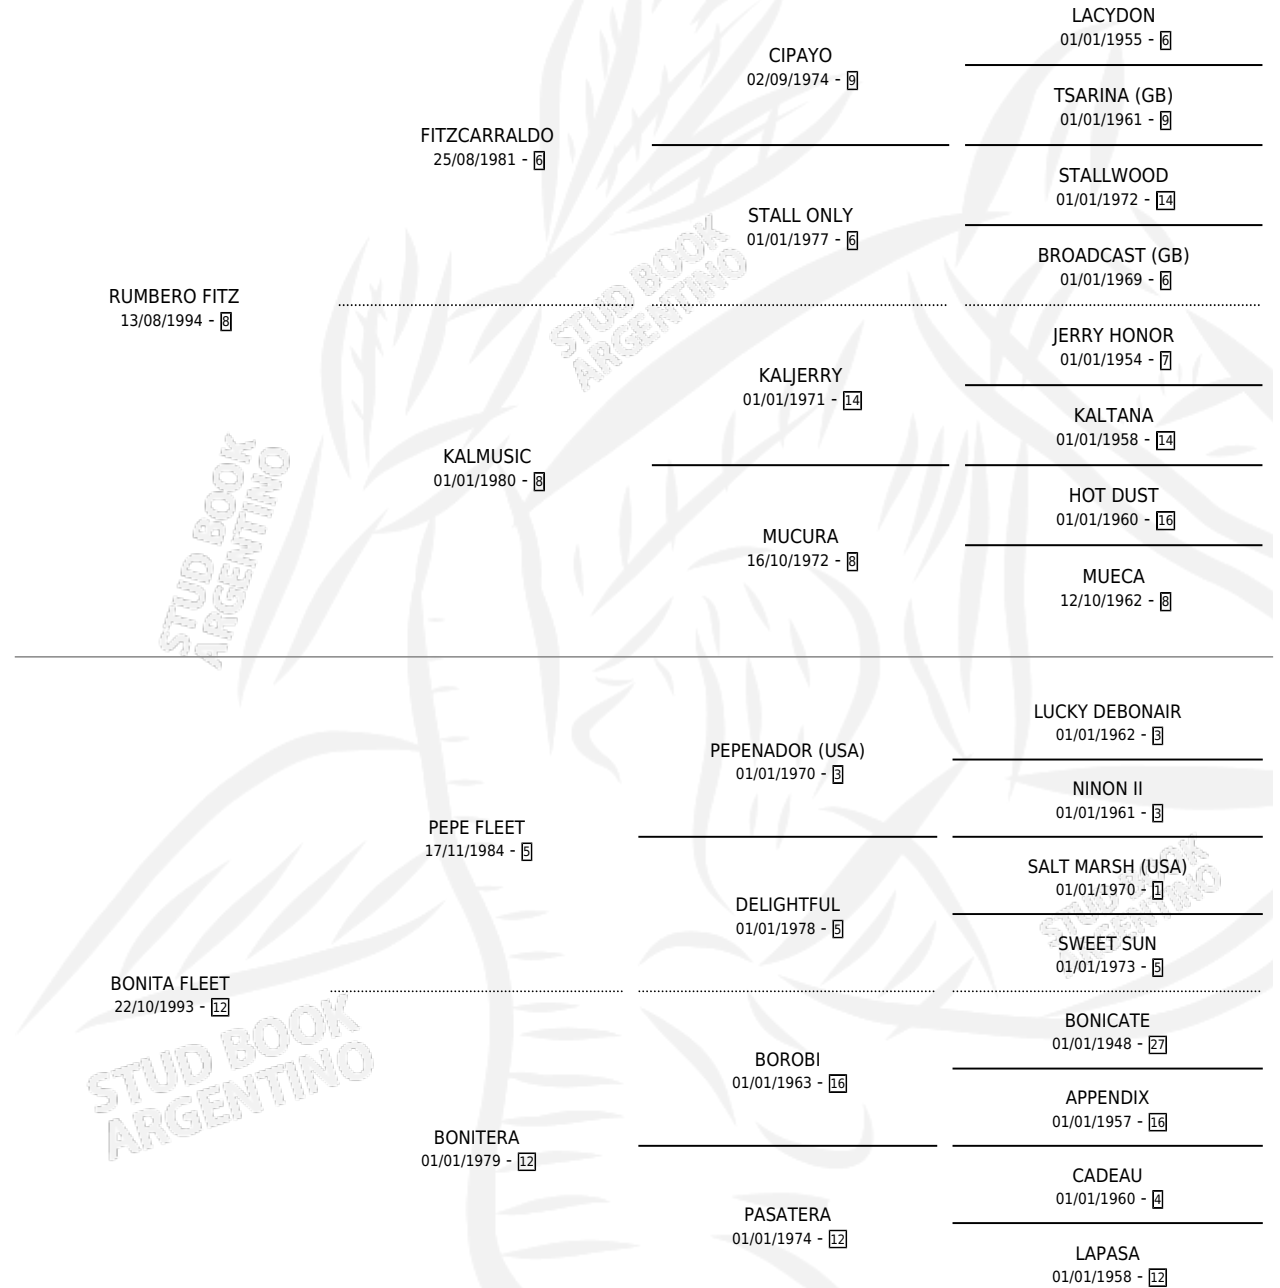 LACYDON
01/01/1955 - 6
CIPAYO
02/09/1974 - 9
TSARINA (GB)
01/01/1961 - 9
FITZCARRALDO
25/08/1981 - 6
STALLWOOD
01/01/1972 - 14
STALL ONLY
01/01/1977 - 6
BROADCAST (GB)
01/01/1969 - 6
RUMBERO FITZ
13/08/1994 - 8
JERRY HONOR
01/01/1954 - 7
KALJERRY
01/01/1971 - 14
KALTANA
01/01/1958 - 14
KALMUSIC
01/01/1980 - 8
HOT DUST
01/01/1960 - 16
MUCURA
16/10/1972 - 8
MUECA
12/10/1962 - 8
STUD BOOK
ARGENTINO
STUD BOOK
ARGENTINO
LUCKY DEBONAIR
01/01/1962 - 3
PEPENADOR (USA)
01/01/1970 - 3
NINON II
01/01/1961 - 3
PEPE FLEET
17/11/1984 - 5
SALT MARSH (USA)
01/01/1970 - 1
DELIGHTFUL
01/01/1978 - 5
SWEET SUN
01/01/1973 - 5
BONITA FLEET
22/10/1993 - 12
BONICATE
01/01/1948 - 27
BOROBI
01/01/1963 - 16
APPENDIX
01/01/1957 - 16
BONITERA
01/01/1979 - 12
CADEAU
01/01/1960 - 4
PASATERA
01/01/1974 - 12
LAPASA
01/01/1958 - 12
STUD BOOK
ARGENTINO
STUD BOOK
ARGENTINO